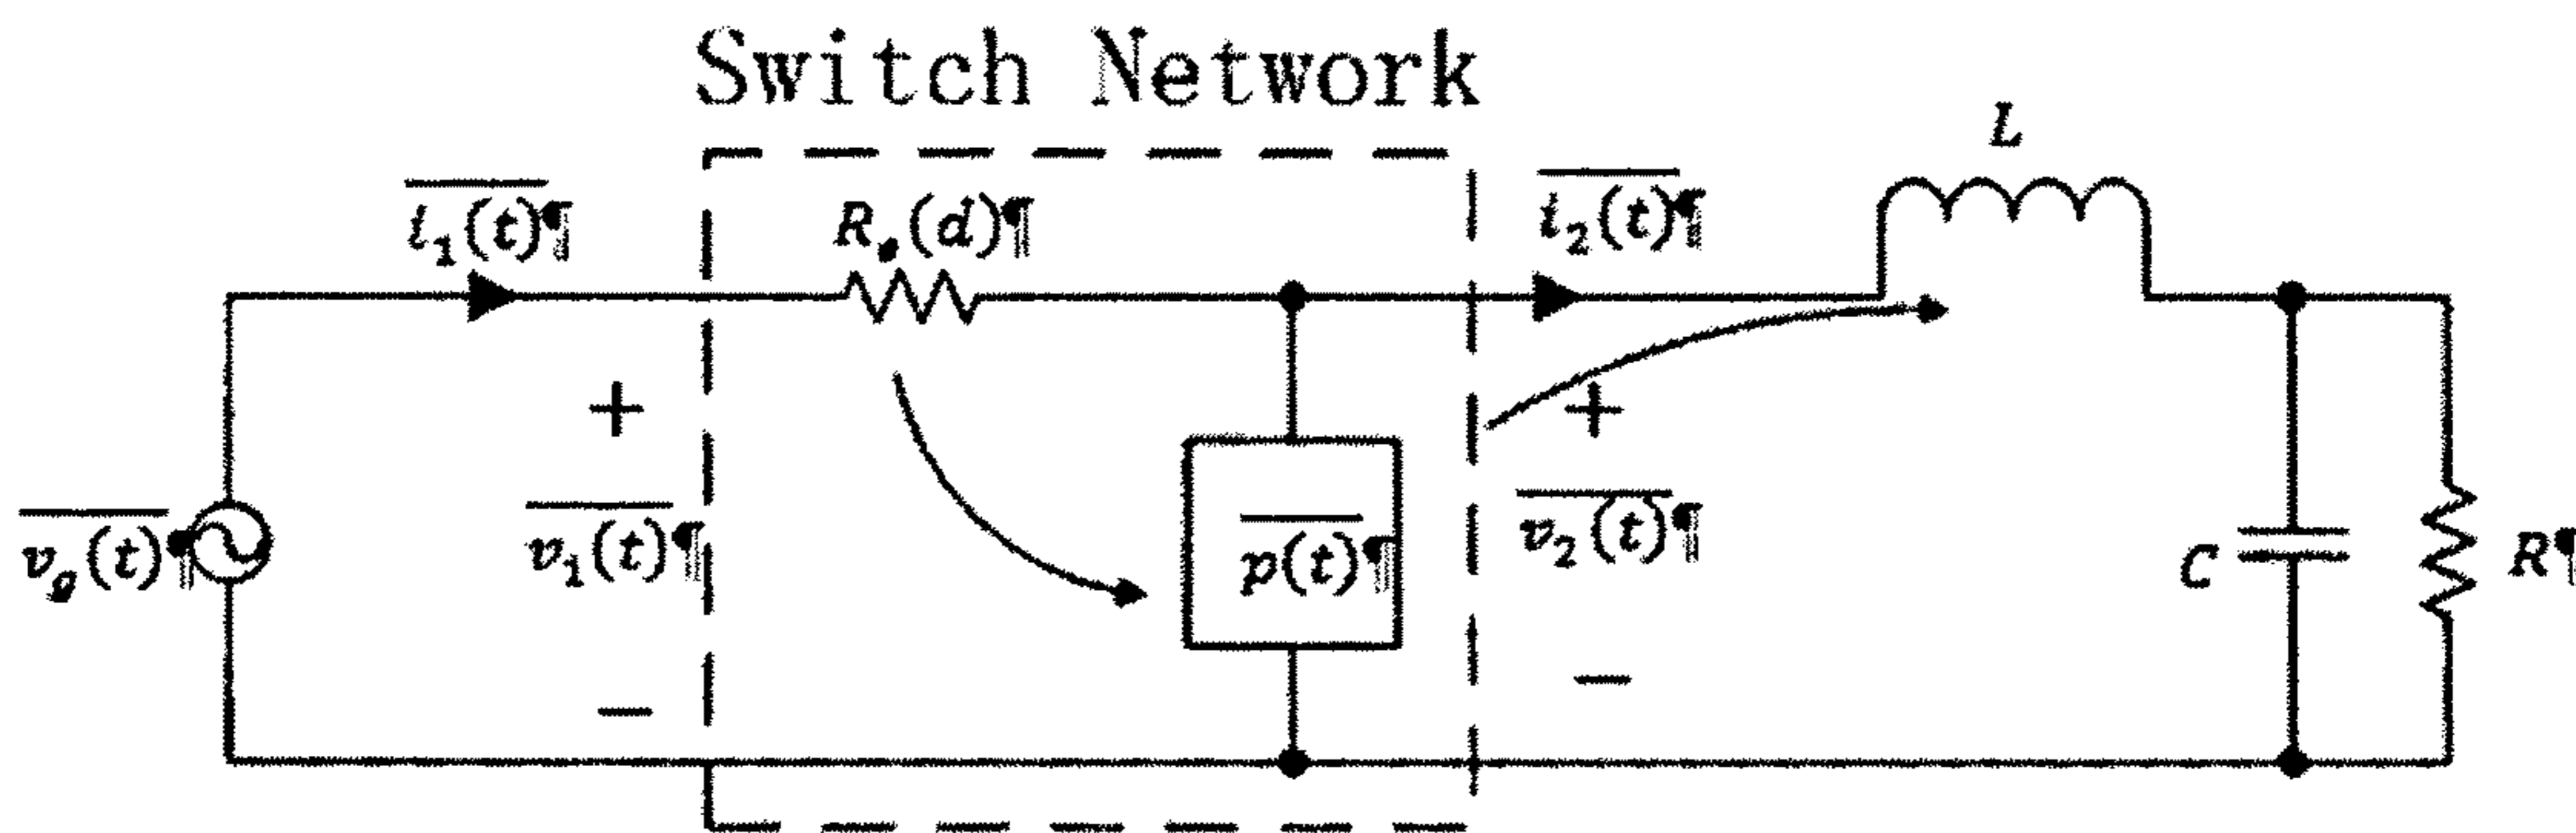 Switch Network
L
i₁(t)¶
Rₑ(d)¶
i₂(t)¶
v_g(t)¶
v₁(t)¶
p(t)¶
v₂(t)¶
C
R¶
+
+
−
−